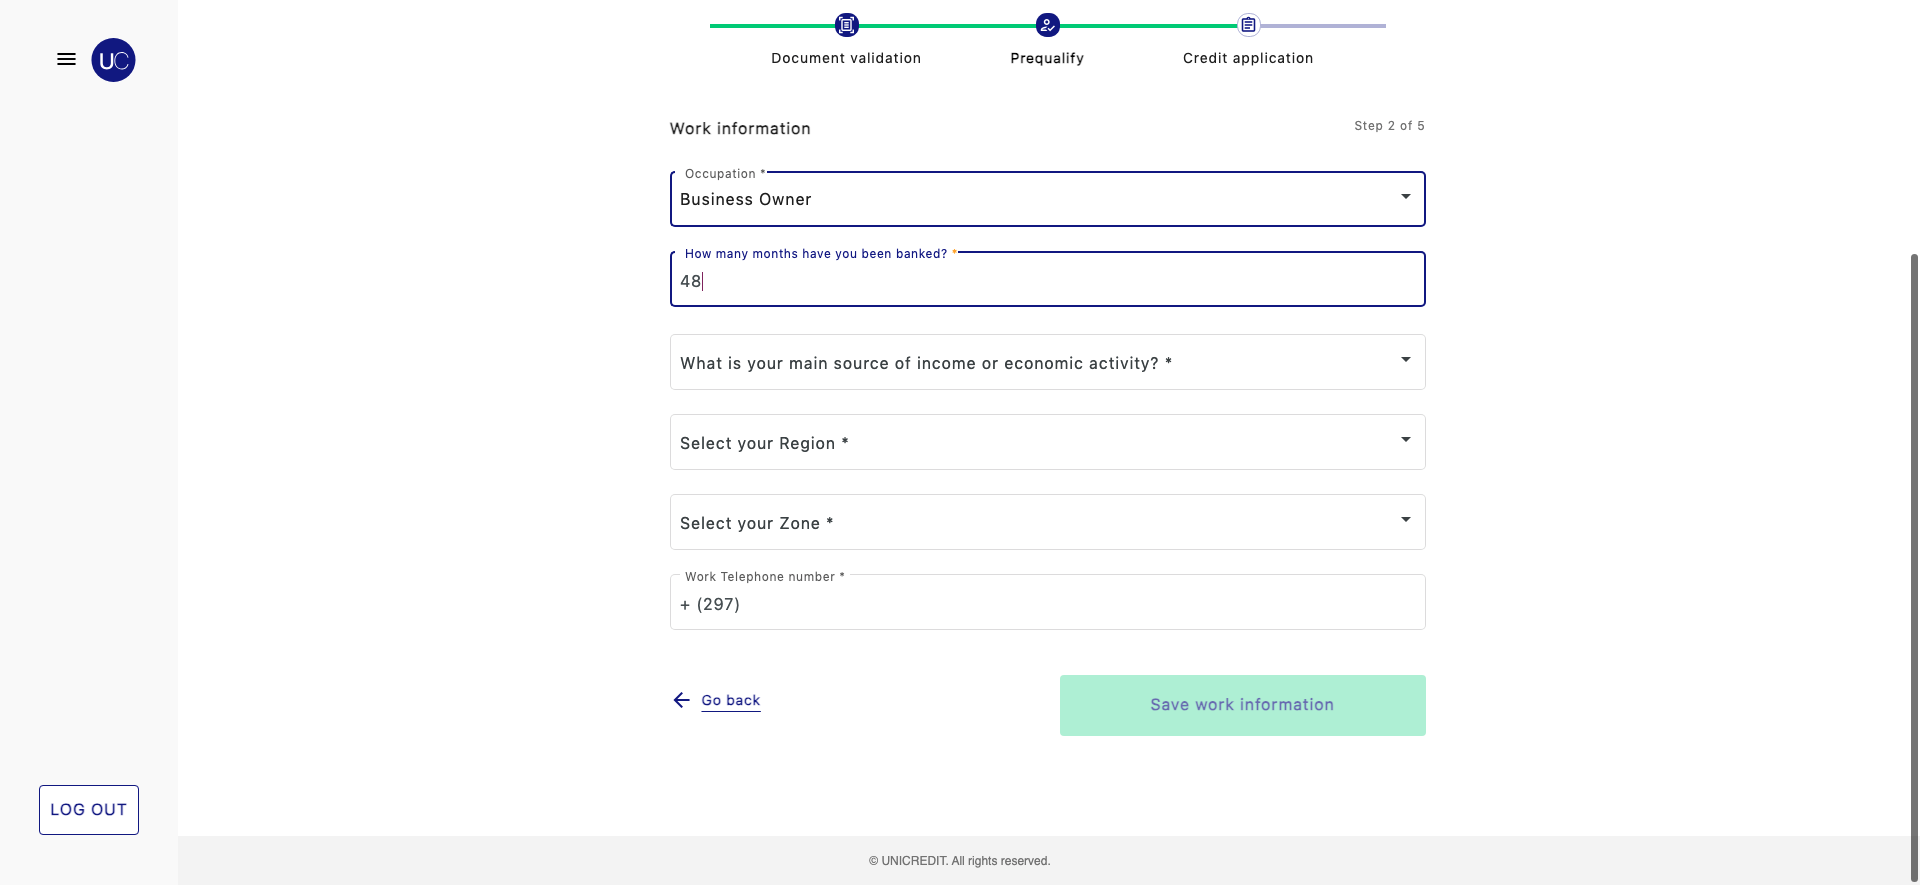 UC
Document validation
Prequalify
Credit application
Work information
Step 2 of 5
Occupation *
Business Owner
How many months have you been banked? *
48
What is your main source of income or economic activity? *
Select your Region *
Select your Zone *
Work Telephone number *
+ (297)
Go back
Save work information
LOG OUT
© UNICREDIT. All rights reserved.